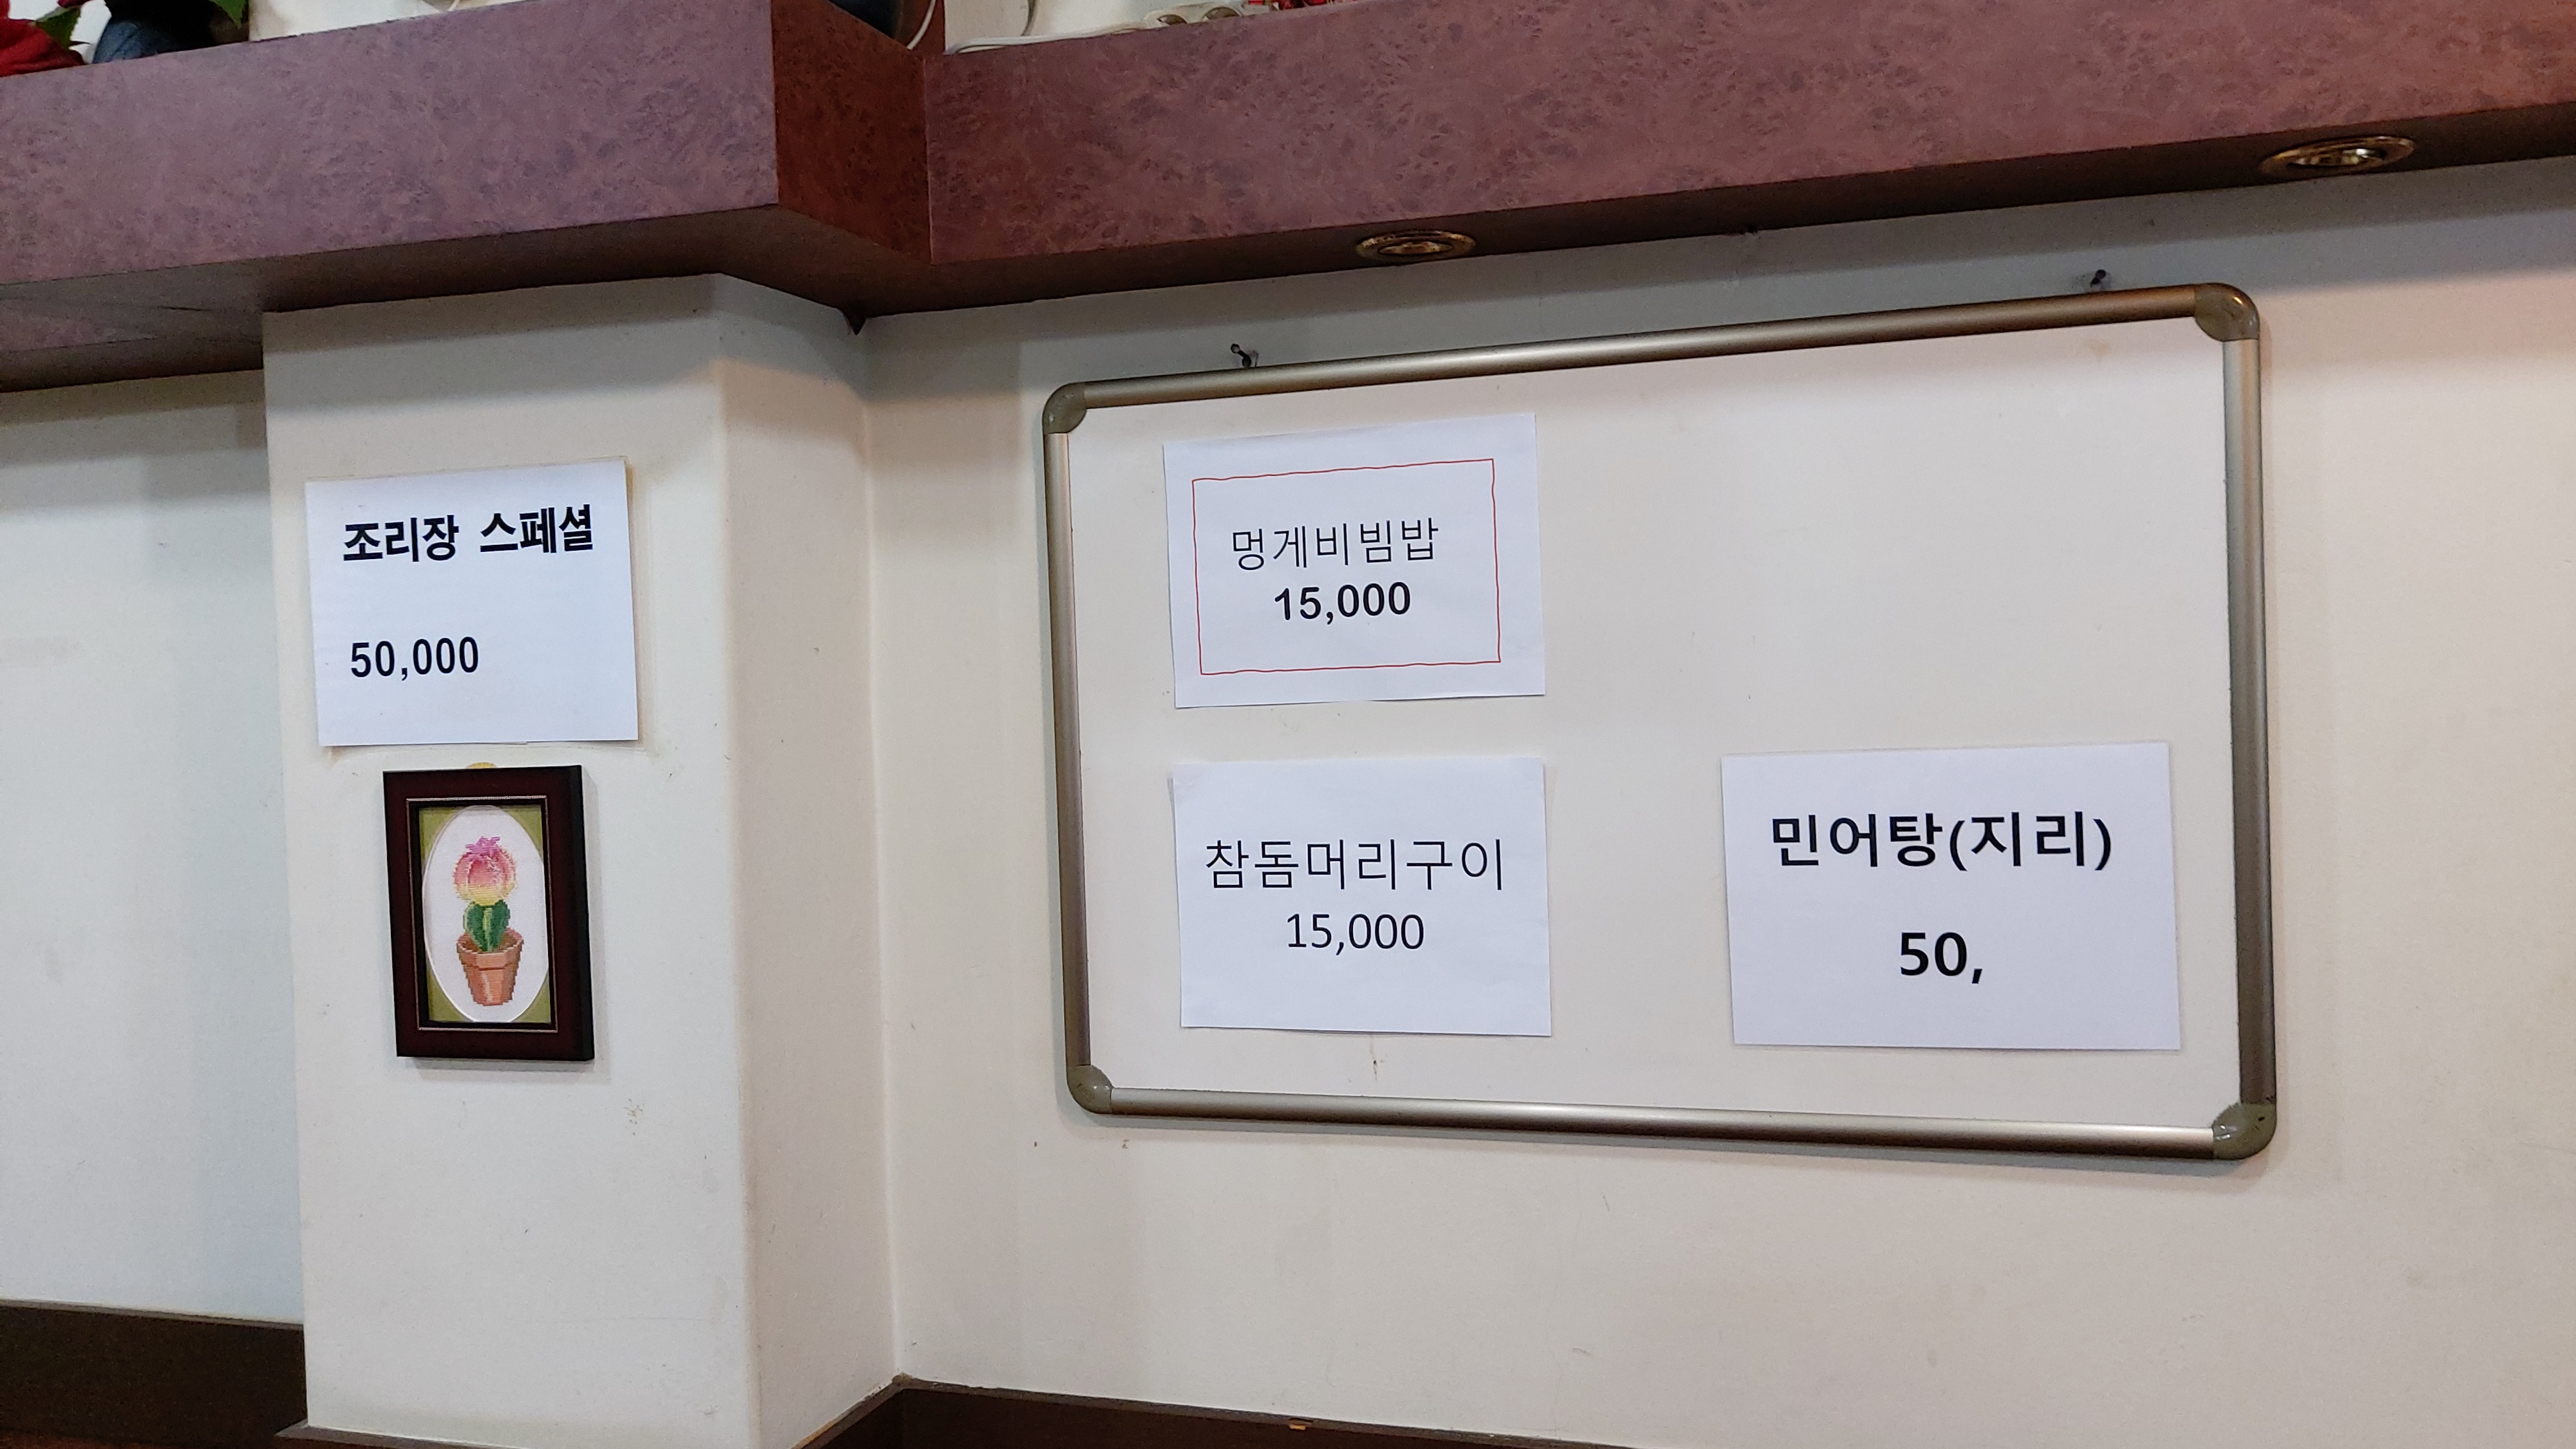 조리장 스페셜
50,000
멍게비빔밥
15,000
참돔머리구이
15,000
민어탕(지리)
50,